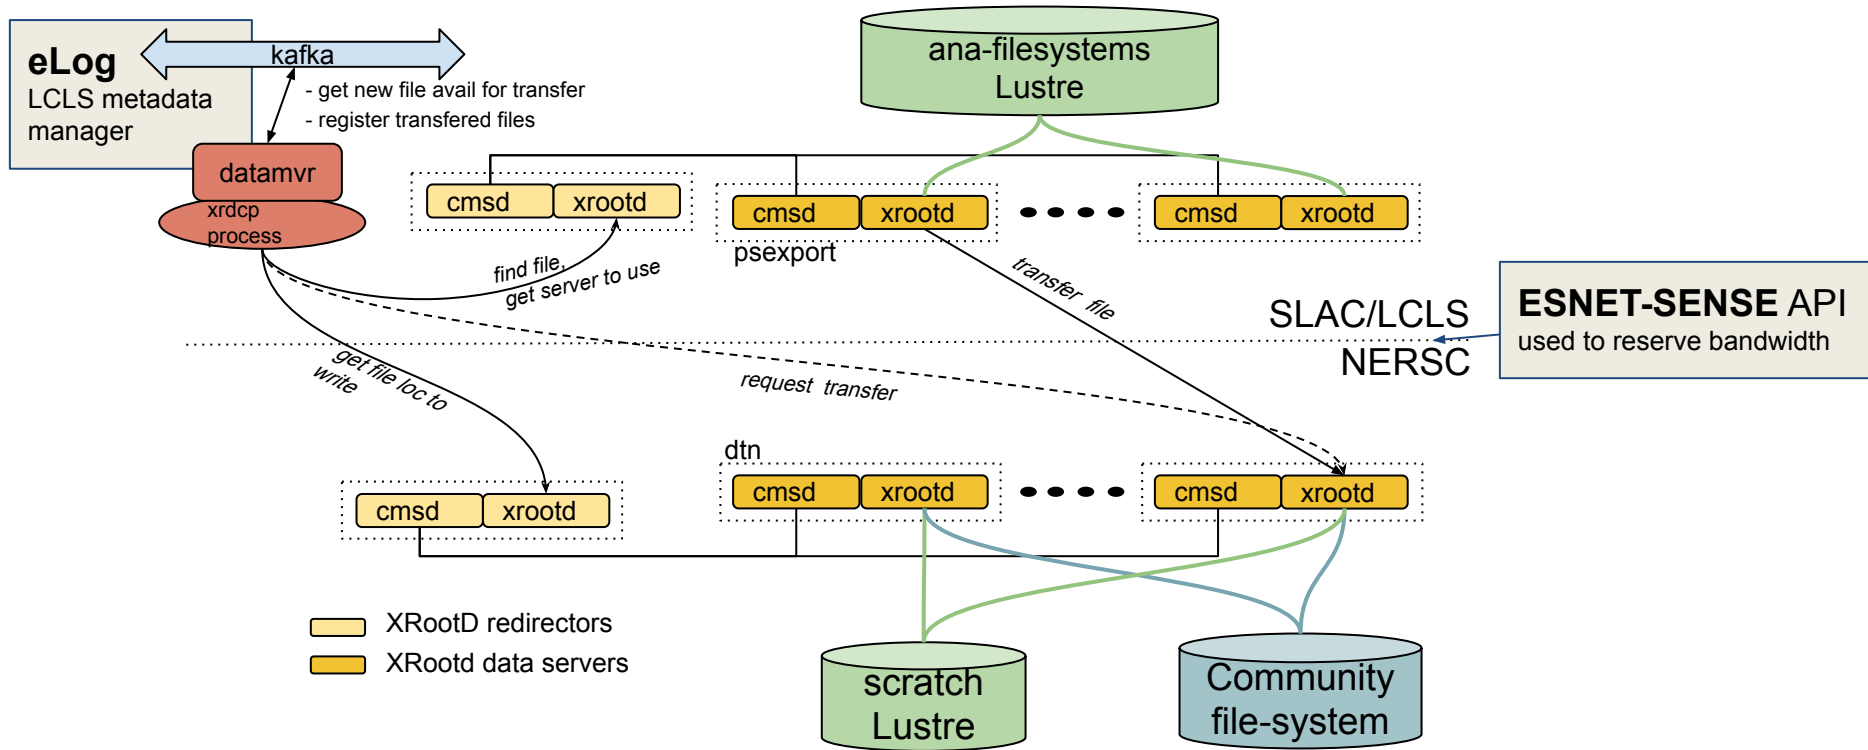 eLog
LCLS metadata
manager
kafka
- get new file avail for transfer
- register transfered files
datamvr
xrdcp
process
ana-filesystems
Lustre
cmsd xrootd
cmsd xrootd
cmsd xrootd
psexport
find file,
get server to use
transfer file
SLAC/LCLS
NERSC
ESNET-SENSE API
used to reserve bandwidth
get file loc to
write
request transfer
dtn
cmsd xrootd
cmsd xrootd
cmsd xrootd
XRootD redirectors
XRootd data servers
scratch
Lustre
Community
file-system